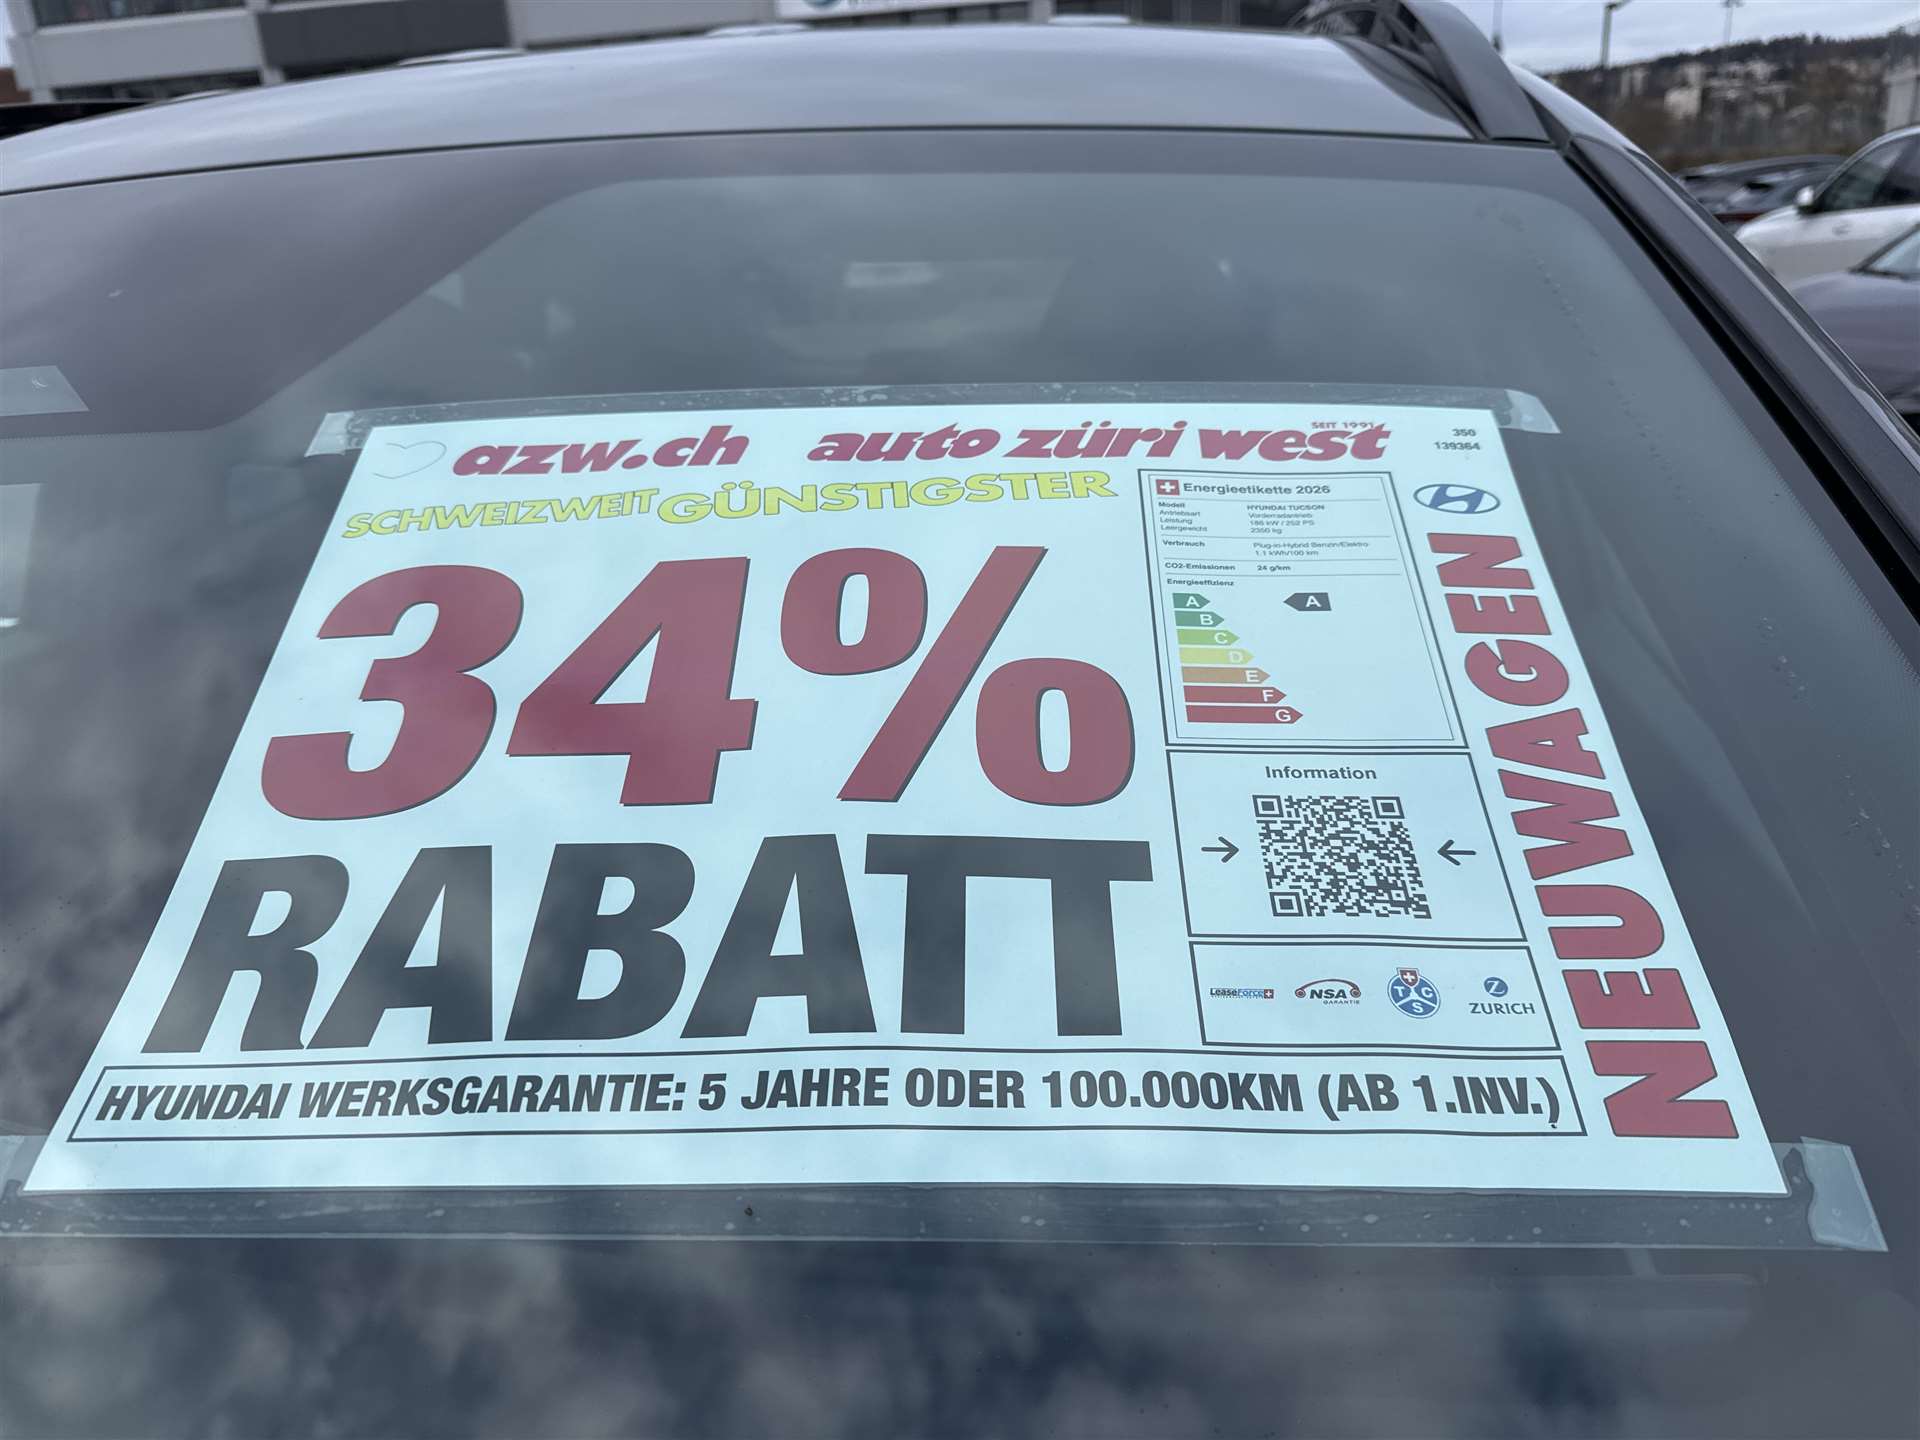 azw.ch auto züri west
SEIT 1991
350
139364
SCHWEIZWEIT GÜNSTIGSTER
34%
RABATT
Energieetikette 2026
Modell HYUNDAI TUCSON
Antriebsart Vorderradantrieb
Leistung 186 kW / 252 PS
Leergewicht 2350 kg
Verbrauch Plug-in-Hybrid Benzin/Elektro-
1.1 kWh/100 km
CO2-Emissionen 24 g/km
Energieeffizienz
A A
B
C
D
E
F
G
Information
LeaseForce
NSA
GARANTIE
TCS
Z
ZURICH
NEUWAGEN
HYUNDAI WERKSGARANTIE: 5 JAHRE ODER 100.000KM (AB 1.INV.)